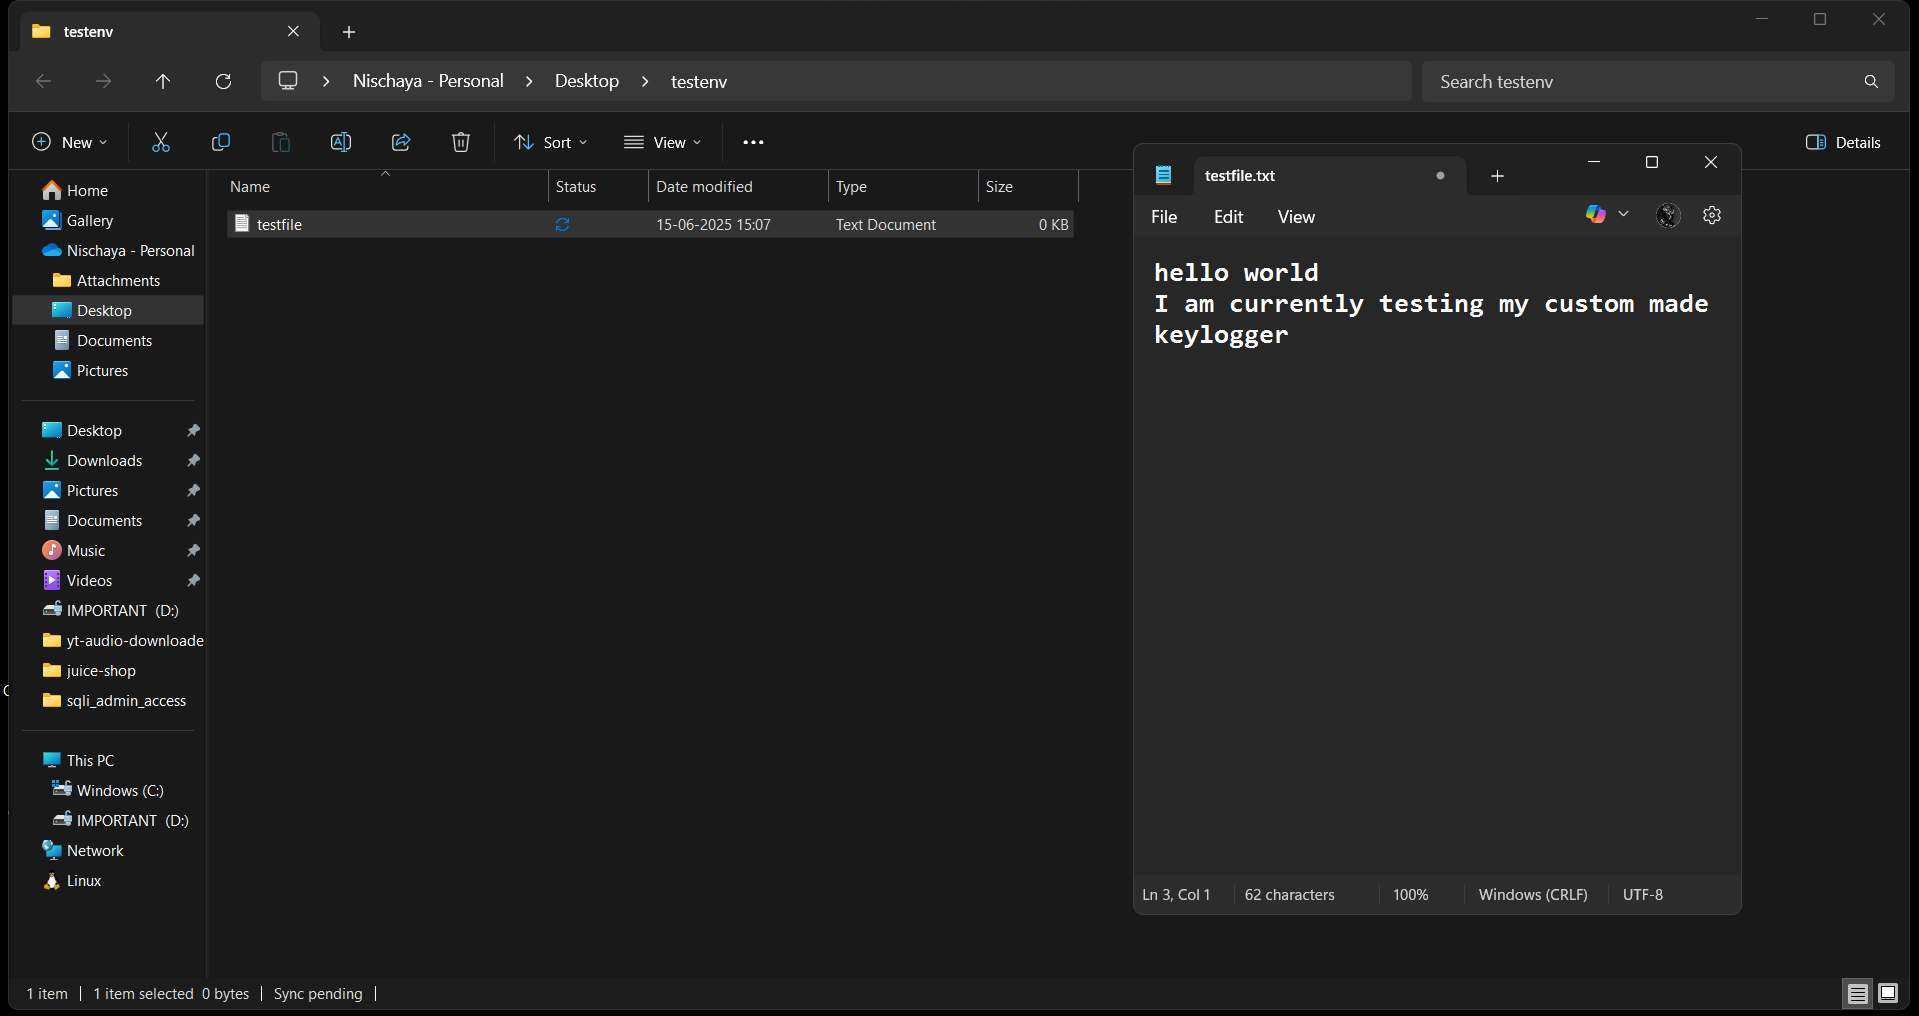 testenv
Nischaya - Personal
Desktop
testenv
Search testenv
New
Sort
View
Details
Home
Gallery
Nischaya - Personal
Attachments
Desktop
Documents
Pictures
Desktop
Downloads
Pictures
Documents
Music
Videos
IMPORTANT (D:)
yt-audio-downloade
juice-shop
sqli_admin_access
This PC
Windows (C:)
IMPORTANT (D:)
Network
Linux
Name Status Date modified Type Size
testfile 15-06-2025 15:07 Text Document 0 KB
testfile.txt
File Edit View
hello world
I am currently testing my custom made
keylogger
Ln 3, Col 1 62 characters 100% Windows (CRLF) UTF-8
1 item 1 item selected 0 bytes Sync pending